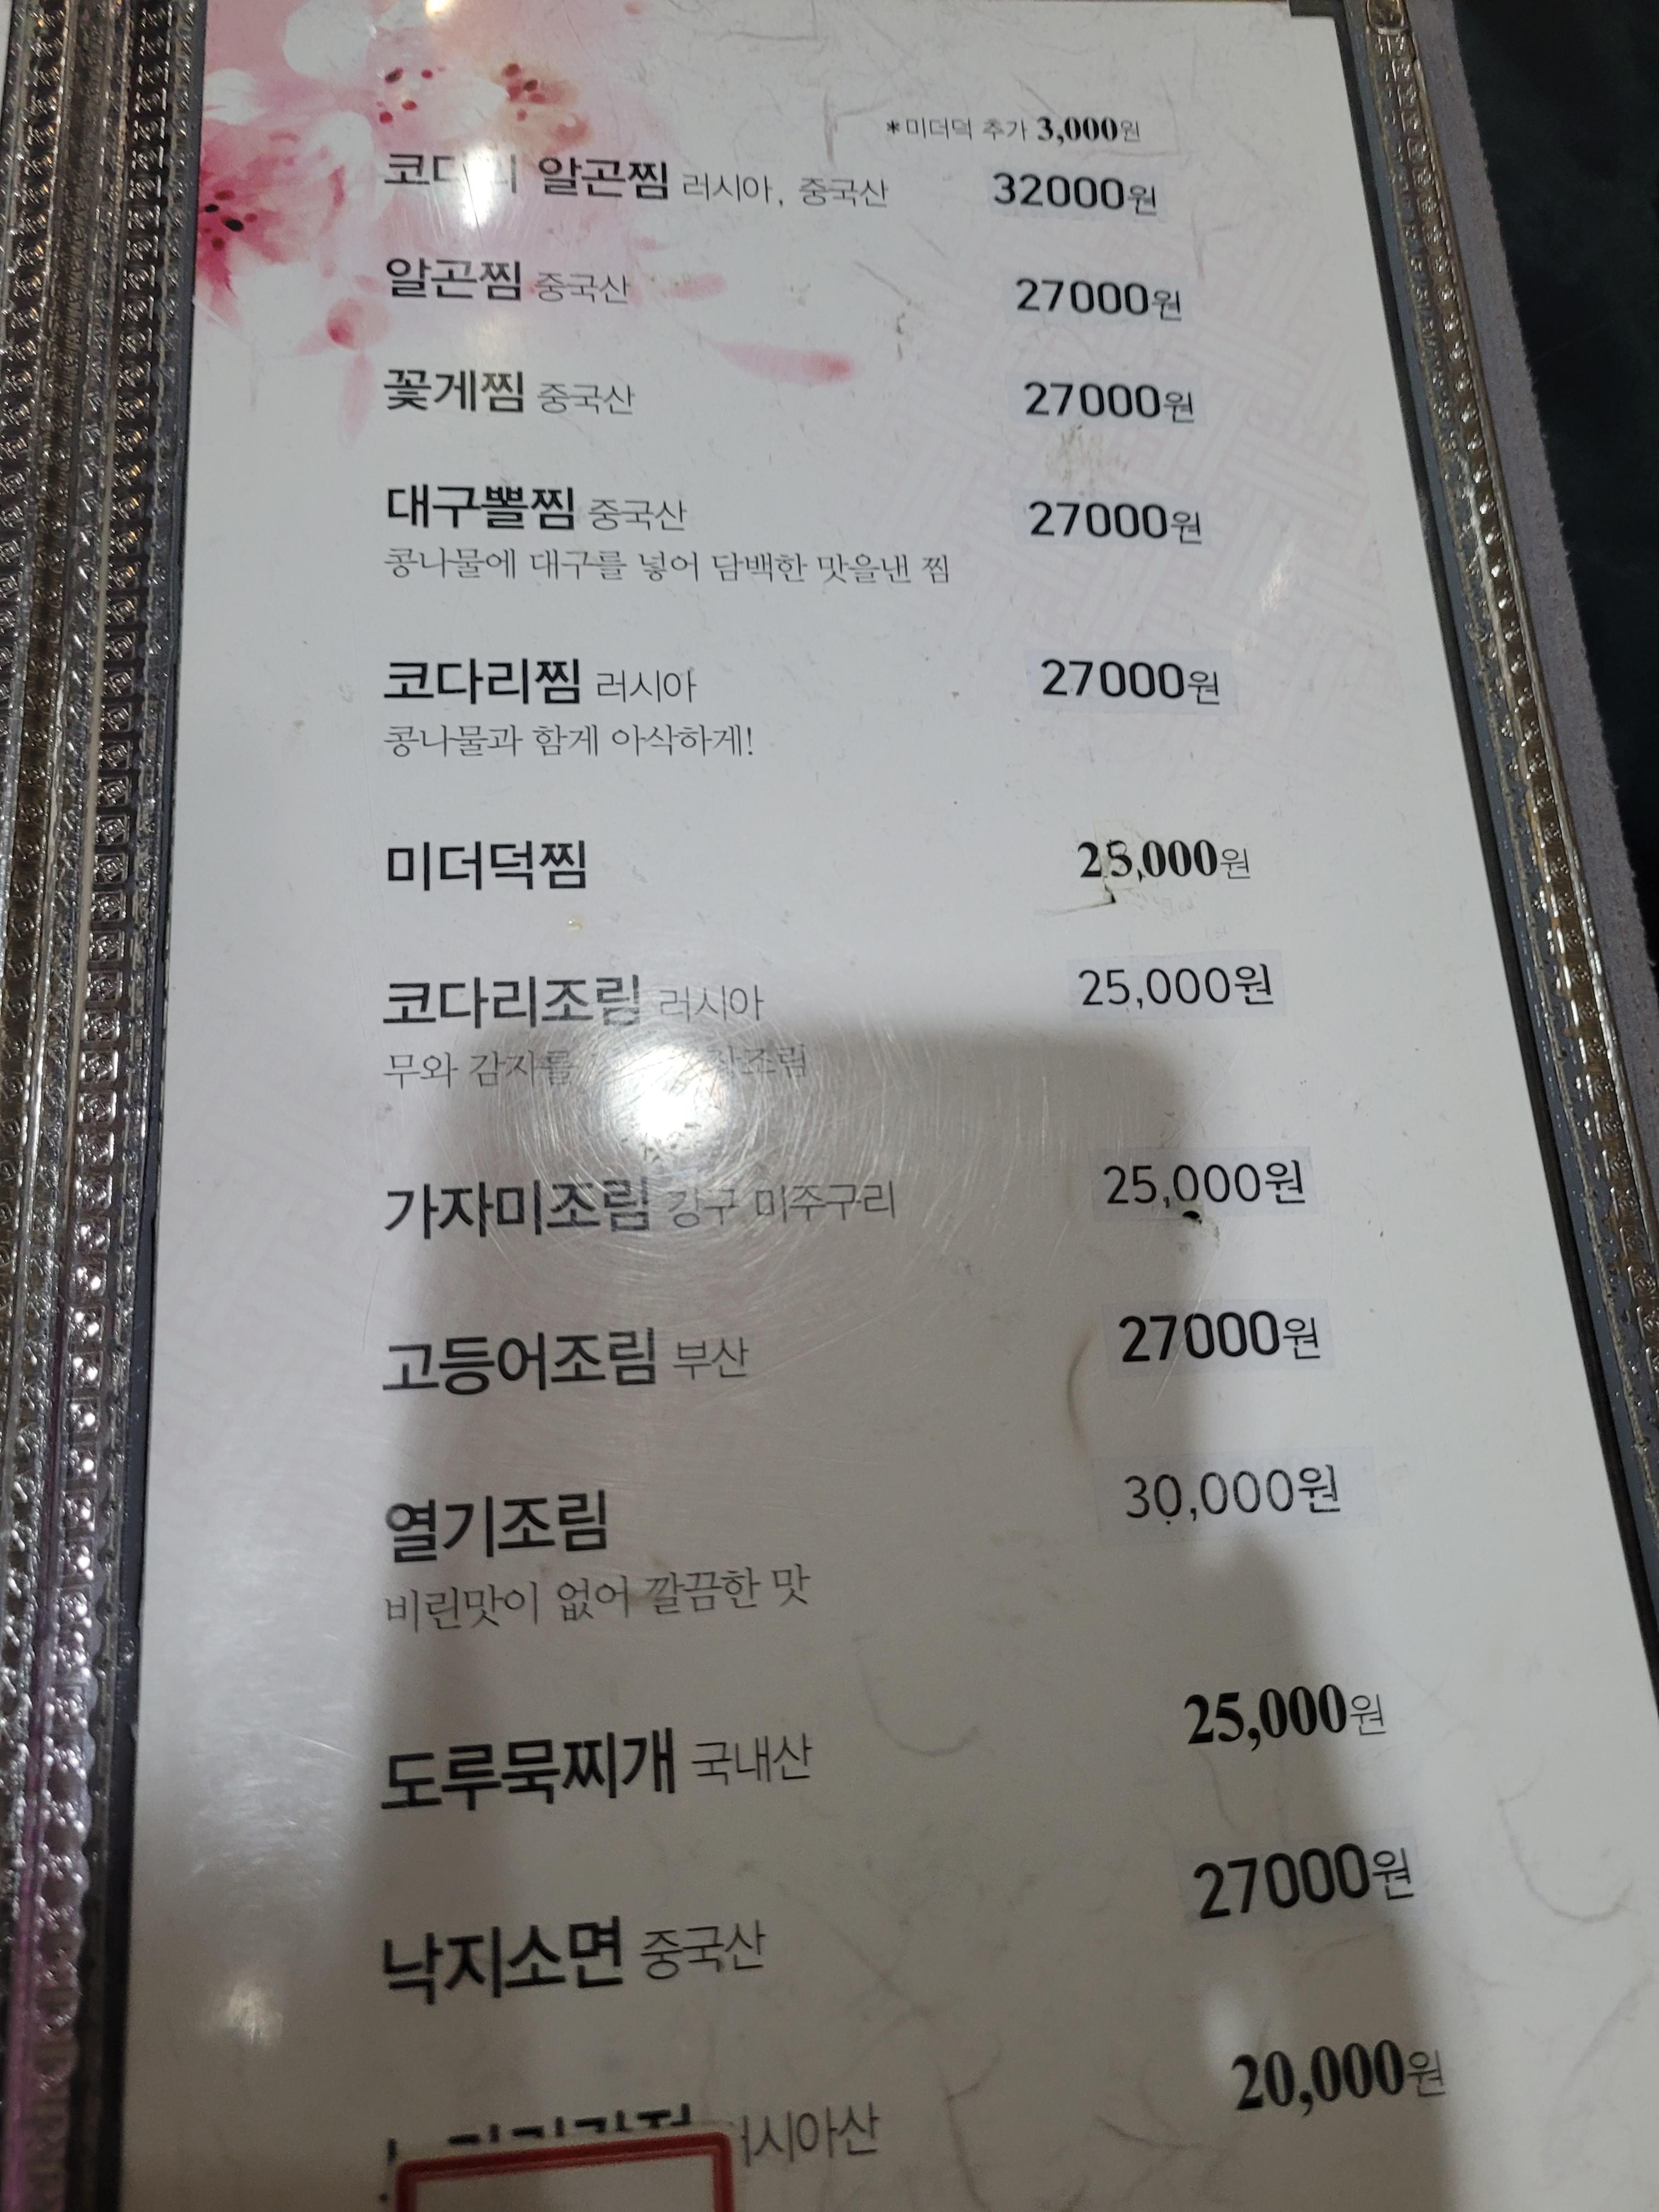 *미더덕 추가 3,000원
코다리 알곤찜 러시아, 중국산 32000원
알곤찜 중국산 27000원
꽃게찜 중국산 27000원
대구뽈찜 중국산 27000원
콩나물에 대구를 넣어 담백한 맛을낸 찜
코다리찜 러시아 27000원
콩나물과 함게 아삭하게!
미더덕찜 25,000원
코다리조림 러시아 25,000원
무와 감자를
가자미조림 강구 미주구리 25,000원
고등어조림 부산 27000원
열기조림 30,000원
비린맛이 없어 깔끔한 맛
도루묵찌개 국내산 25,000원
낙지소면 중국산 27000원
20,000원